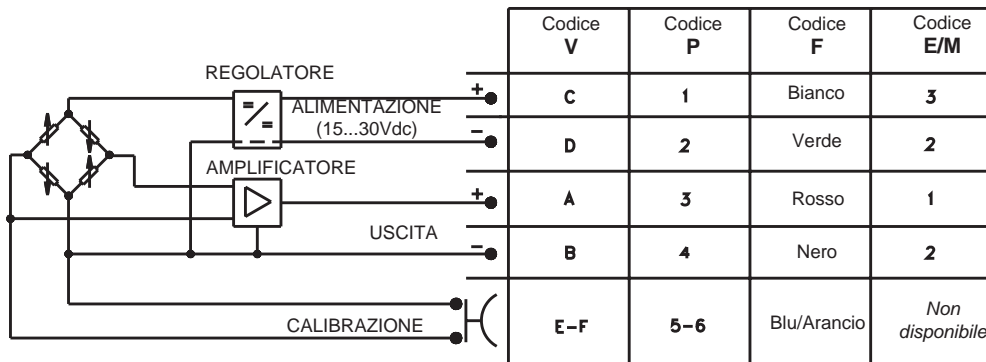 Codice Codice Codice Codice
V P F E/M
REGOLATORE
+ C 1 Bianco 3
ALIMENTAZIONE
(15...30Vdc)
- D 2 Verde 2
AMPLIFICATORE
+ A 3 Rosso 1
USCITA
- B 4 Nero 2
CALIBRAZIONE E-F 5-6 Blu/Arancio Non
disponibile